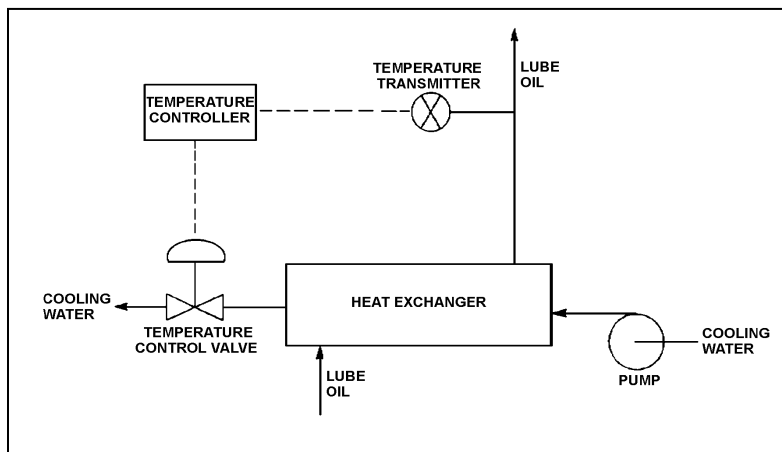 LUBE
OIL
TEMPERATURE
TRANSMITTER
TEMPERATURE
CONTROLLER
HEAT EXCHANGER
COOLING
WATER
TEMPERATURE
CONTROL VALVE
COOLING
WATER
PUMP
LUBE
OIL